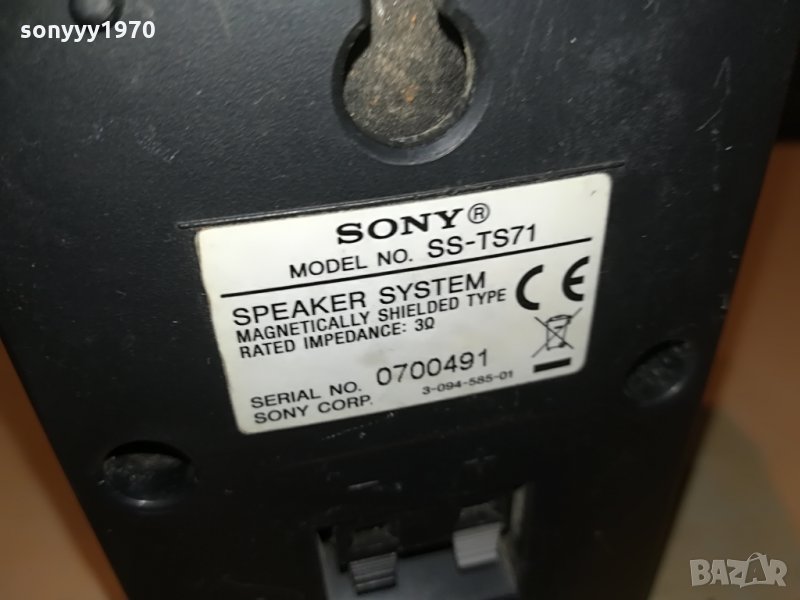 sonyyy1970
SONY®
MODEL NO. SS-TS71
SPEAKER SYSTEM
MAGNETICALLY SHIELDED TYPE
RATED IMPEDANCE: 3Ω
CE
SERIAL NO. 0700491
SONY CORP. 3-094-585-01
- +
BAZAR